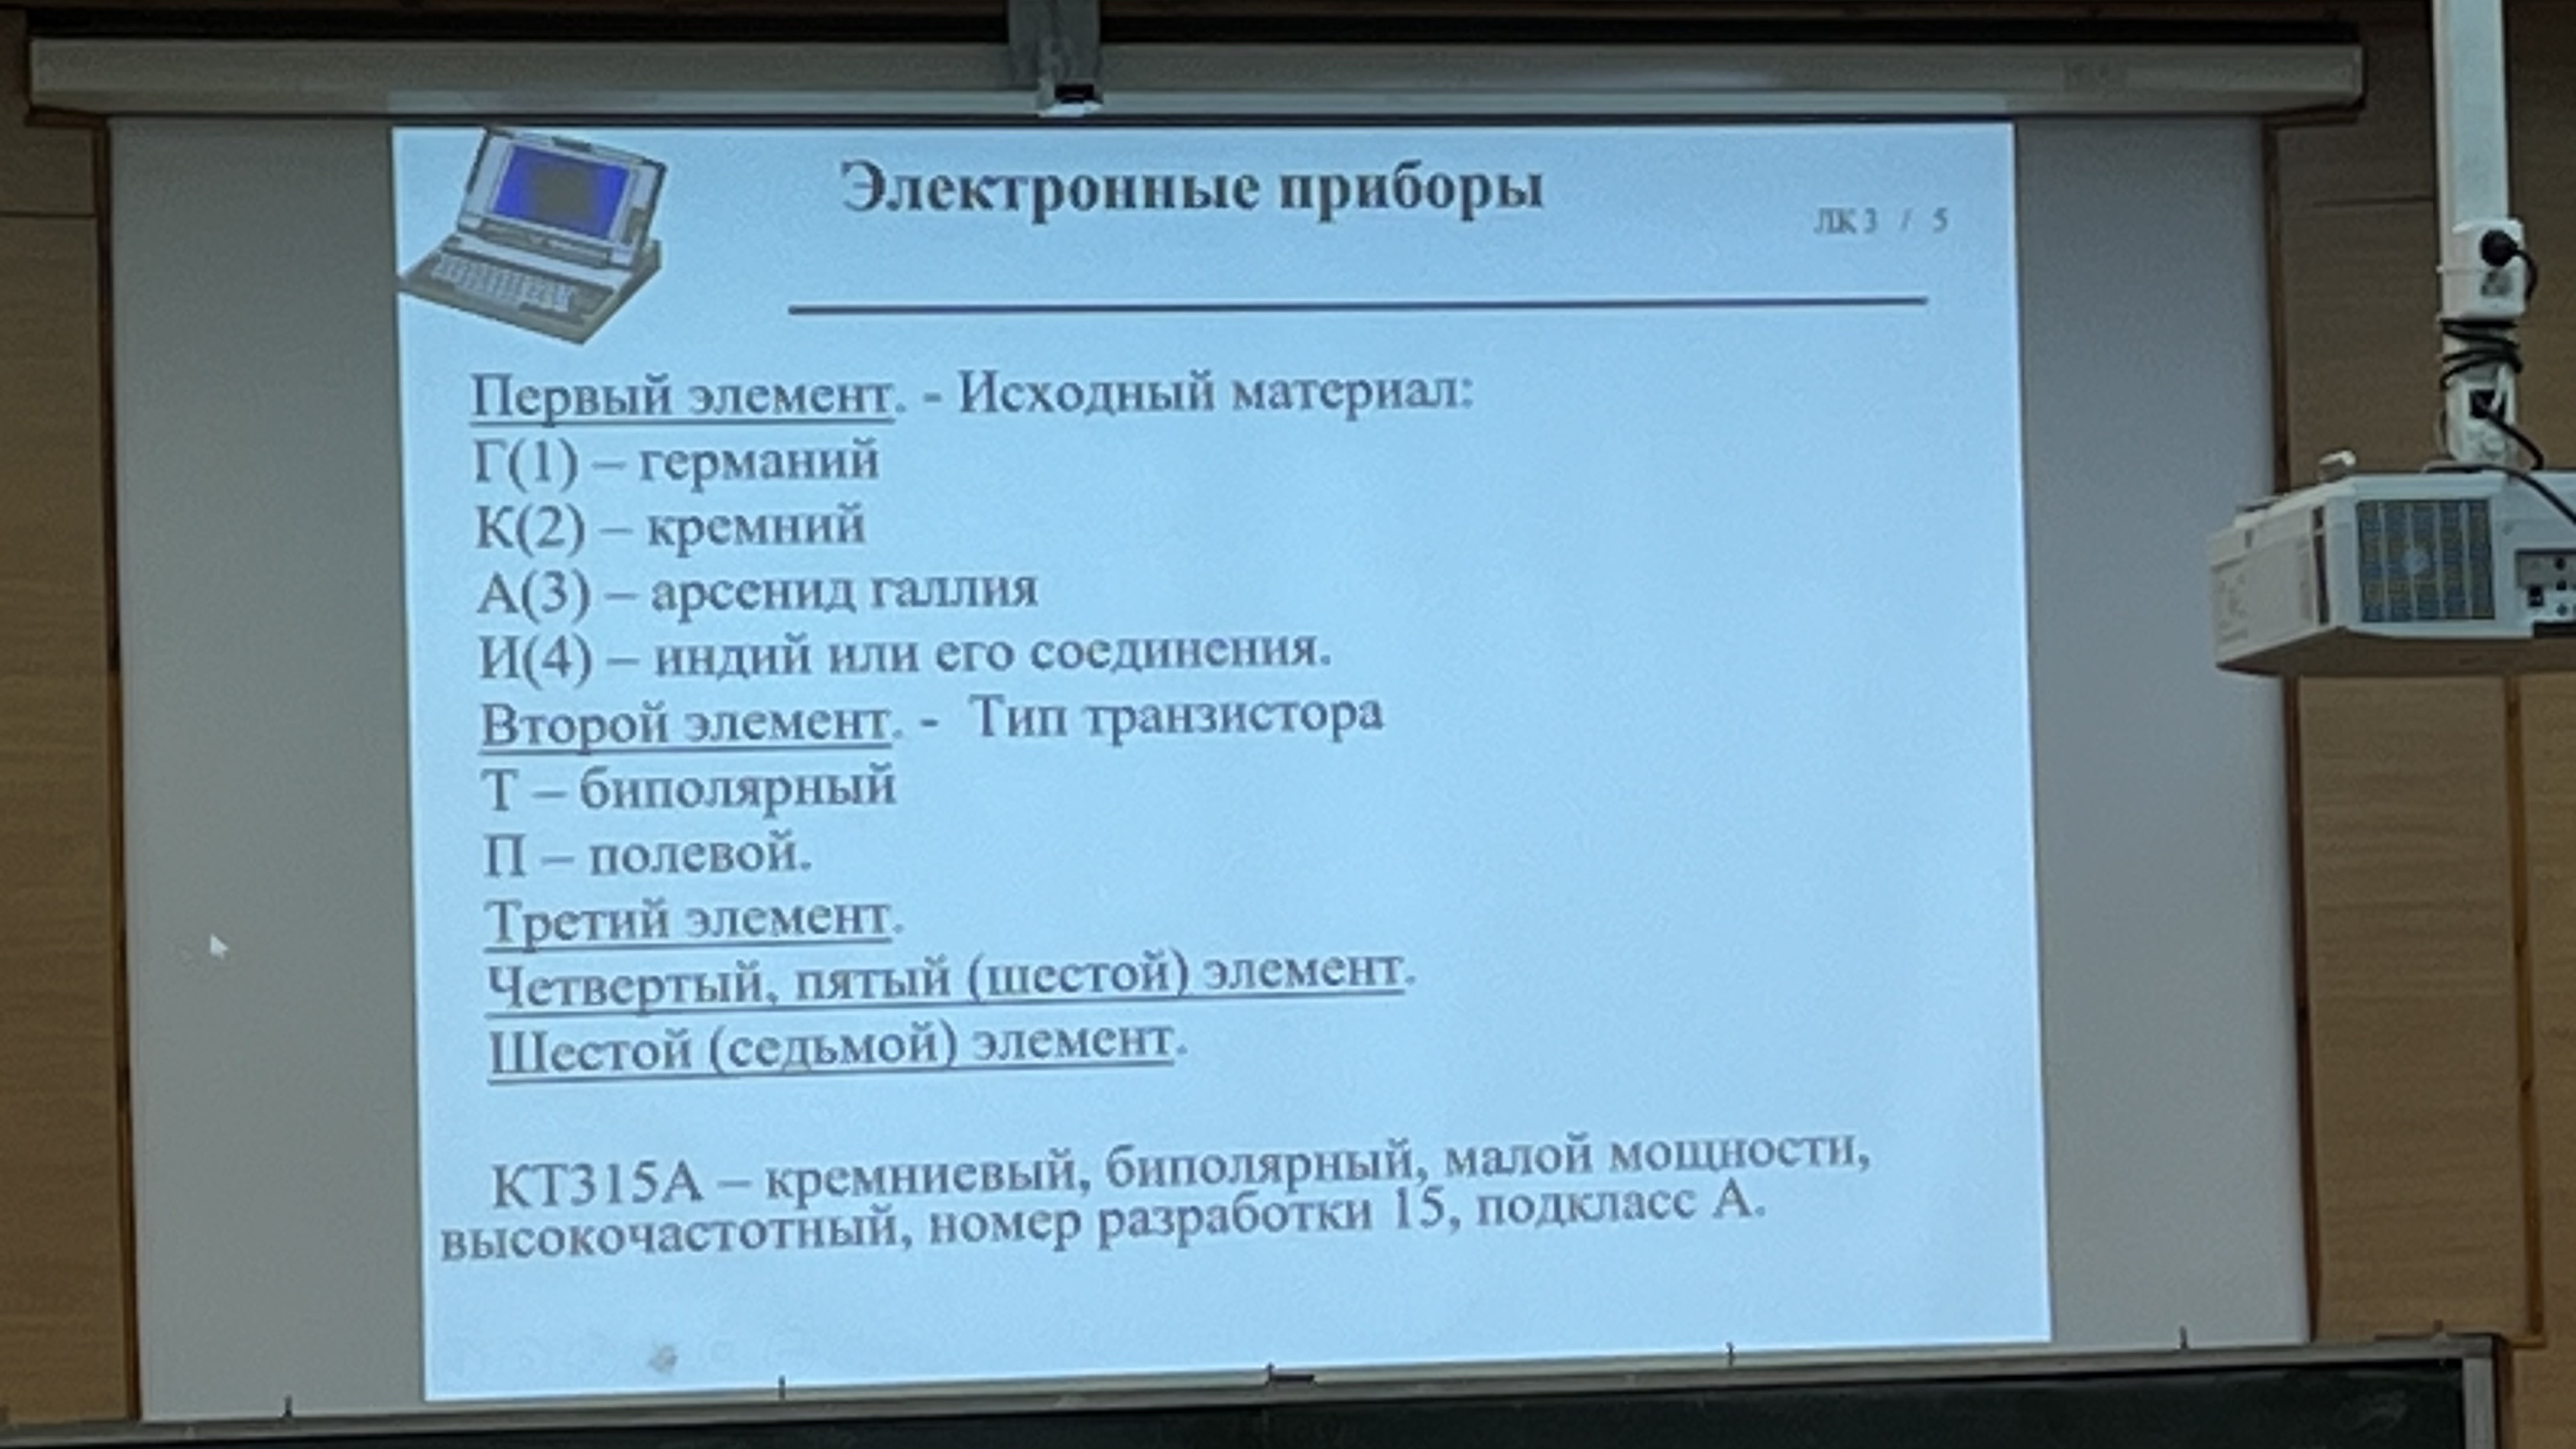 Электронные приборы
ЛК 3 / 5
Первый элемент. - Исходный материал:
Г(1) – германий
К(2) – кремний
А(3) – арсенид галлия
И(4) – индий или его соединения.
Второй элемент. - Тип транзистора
Т – биполярный
П – полевой.
Третий элемент.
Четвертый, пятый (шестой) элемент.
Шестой (седьмой) элемент.
КТ315А – кремниевый, биполярный, малой мощности,
высокочастотный, номер разработки 15, подкласс А.